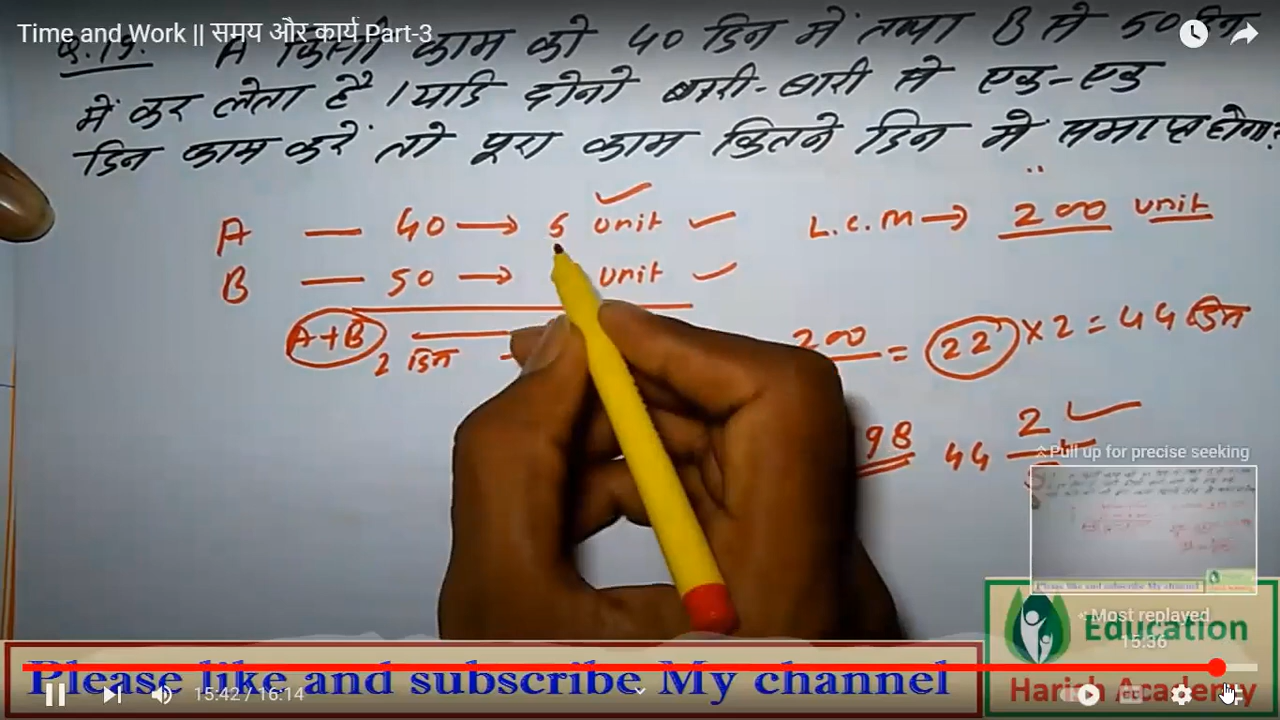 Time and Work || समय और कार्य Part-3
A किसी काम को 40 दिन में तथा B से 50 दिन
में कर लेता है। यदि दोनो बारी-बारी से एक-एक
दिन काम करें तो पूरा काम कितने दिन में समाप्त होगा?
A — 40 → 5 unit ✓ L.C.M → 200 unit
B — 50 → unit ✓
A+B
2 दिन
200 = 22 × 2 = 44 दिन
98 44 2 ✓
5
Pull up for precise seeking
Most replayed
15:36
Education
Please like and subscribe My channel
15:42 / 16:14
Harish Academy